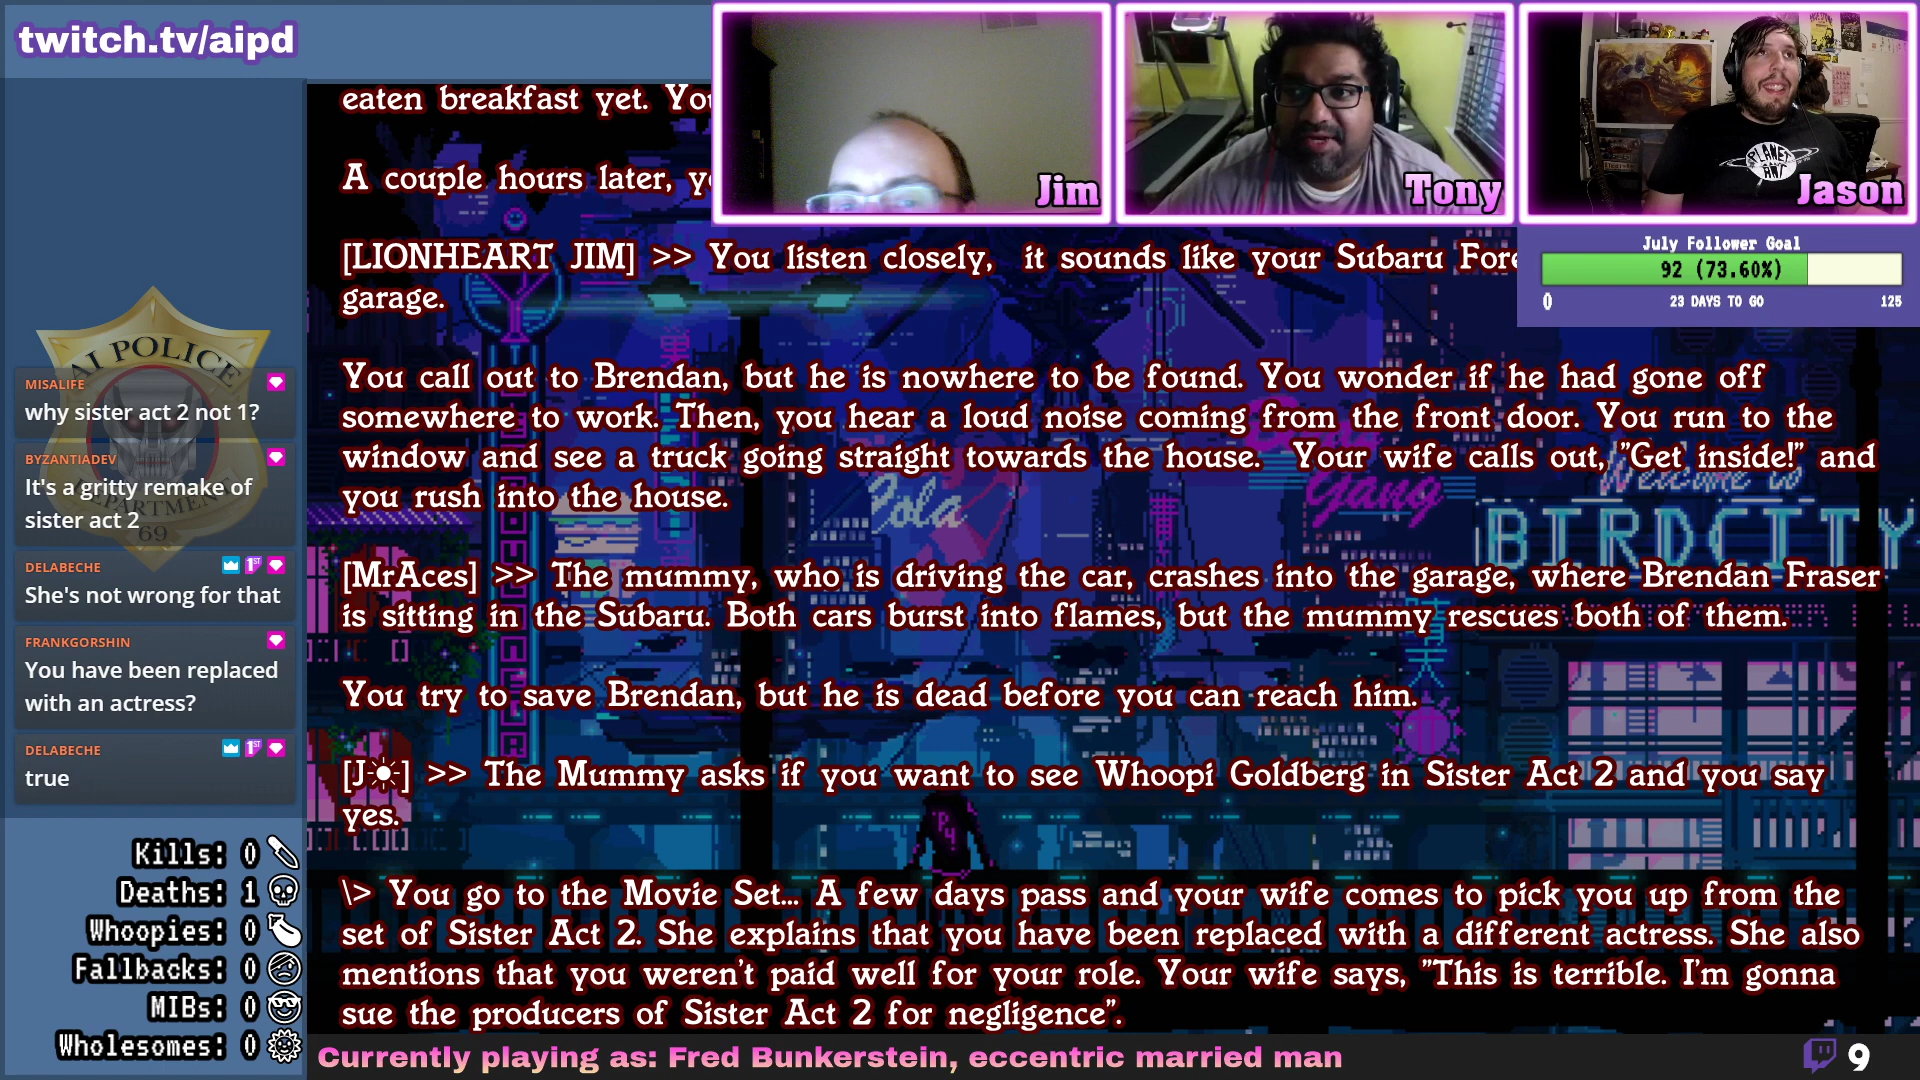 twitch.tv/aipd
Jim
Tony
PLANET
ANT
Jason
July Follower Goal
92 (73.60%)
0
23 DAYS TO GO
125
eaten breakfast yet. You
A couple hours later,
[LIONHEART JIM] >> You listen closely, it sounds like your Subaru Fore
garage.
You call out to Brendan, but he is nowhere to be found. You wonder if he had gone off
somewhere to work. Then, you hear a loud noise coming from the front door. You run to the
window and see a truck going straight towards the house. Your wife calls out, "Get inside!" and
you rush into the house.
[MrAces] >> The mummy, who is driving the car, crashes into the garage, where Brendan Fraser
is sitting in the Subaru. Both cars burst into flames, but the mummy rescues both of them.
You try to save Brendan, but he is dead before you can reach him.
[J☀] >> The Mummy asks if you want to see Whoopi Goldberg in Sister Act 2 and you say
yes.
\> You go to the Movie Set... A few days pass and your wife comes to pick you up from the
set of Sister Act 2. She explains that you have been replaced with a different actress. She also
mentions that you weren't paid well for your role. Your wife says, "This is terrible. I'm gonna
sue the producers of Sister Act 2 for negligence".
Cola
Gang
Welcome to
BIRDCITY
AI POLICE
DEPARTMENT
69
MISALIFE
why sister act 2 not 1?
BYZANTIADEV
It's a gritty remake of
sister act 2
DELABECHE
1ST
She's not wrong for that
FRANKGORSHIN
You have been replaced
with an actress?
DELABECHE
1ST
true
Kills: 0
Deaths: 1
Whoopies: 0
Fallbacks: 0
MIBs: 0
Wholesomes: 0
Currently playing as: Fred Bunkerstein, eccentric married man
9